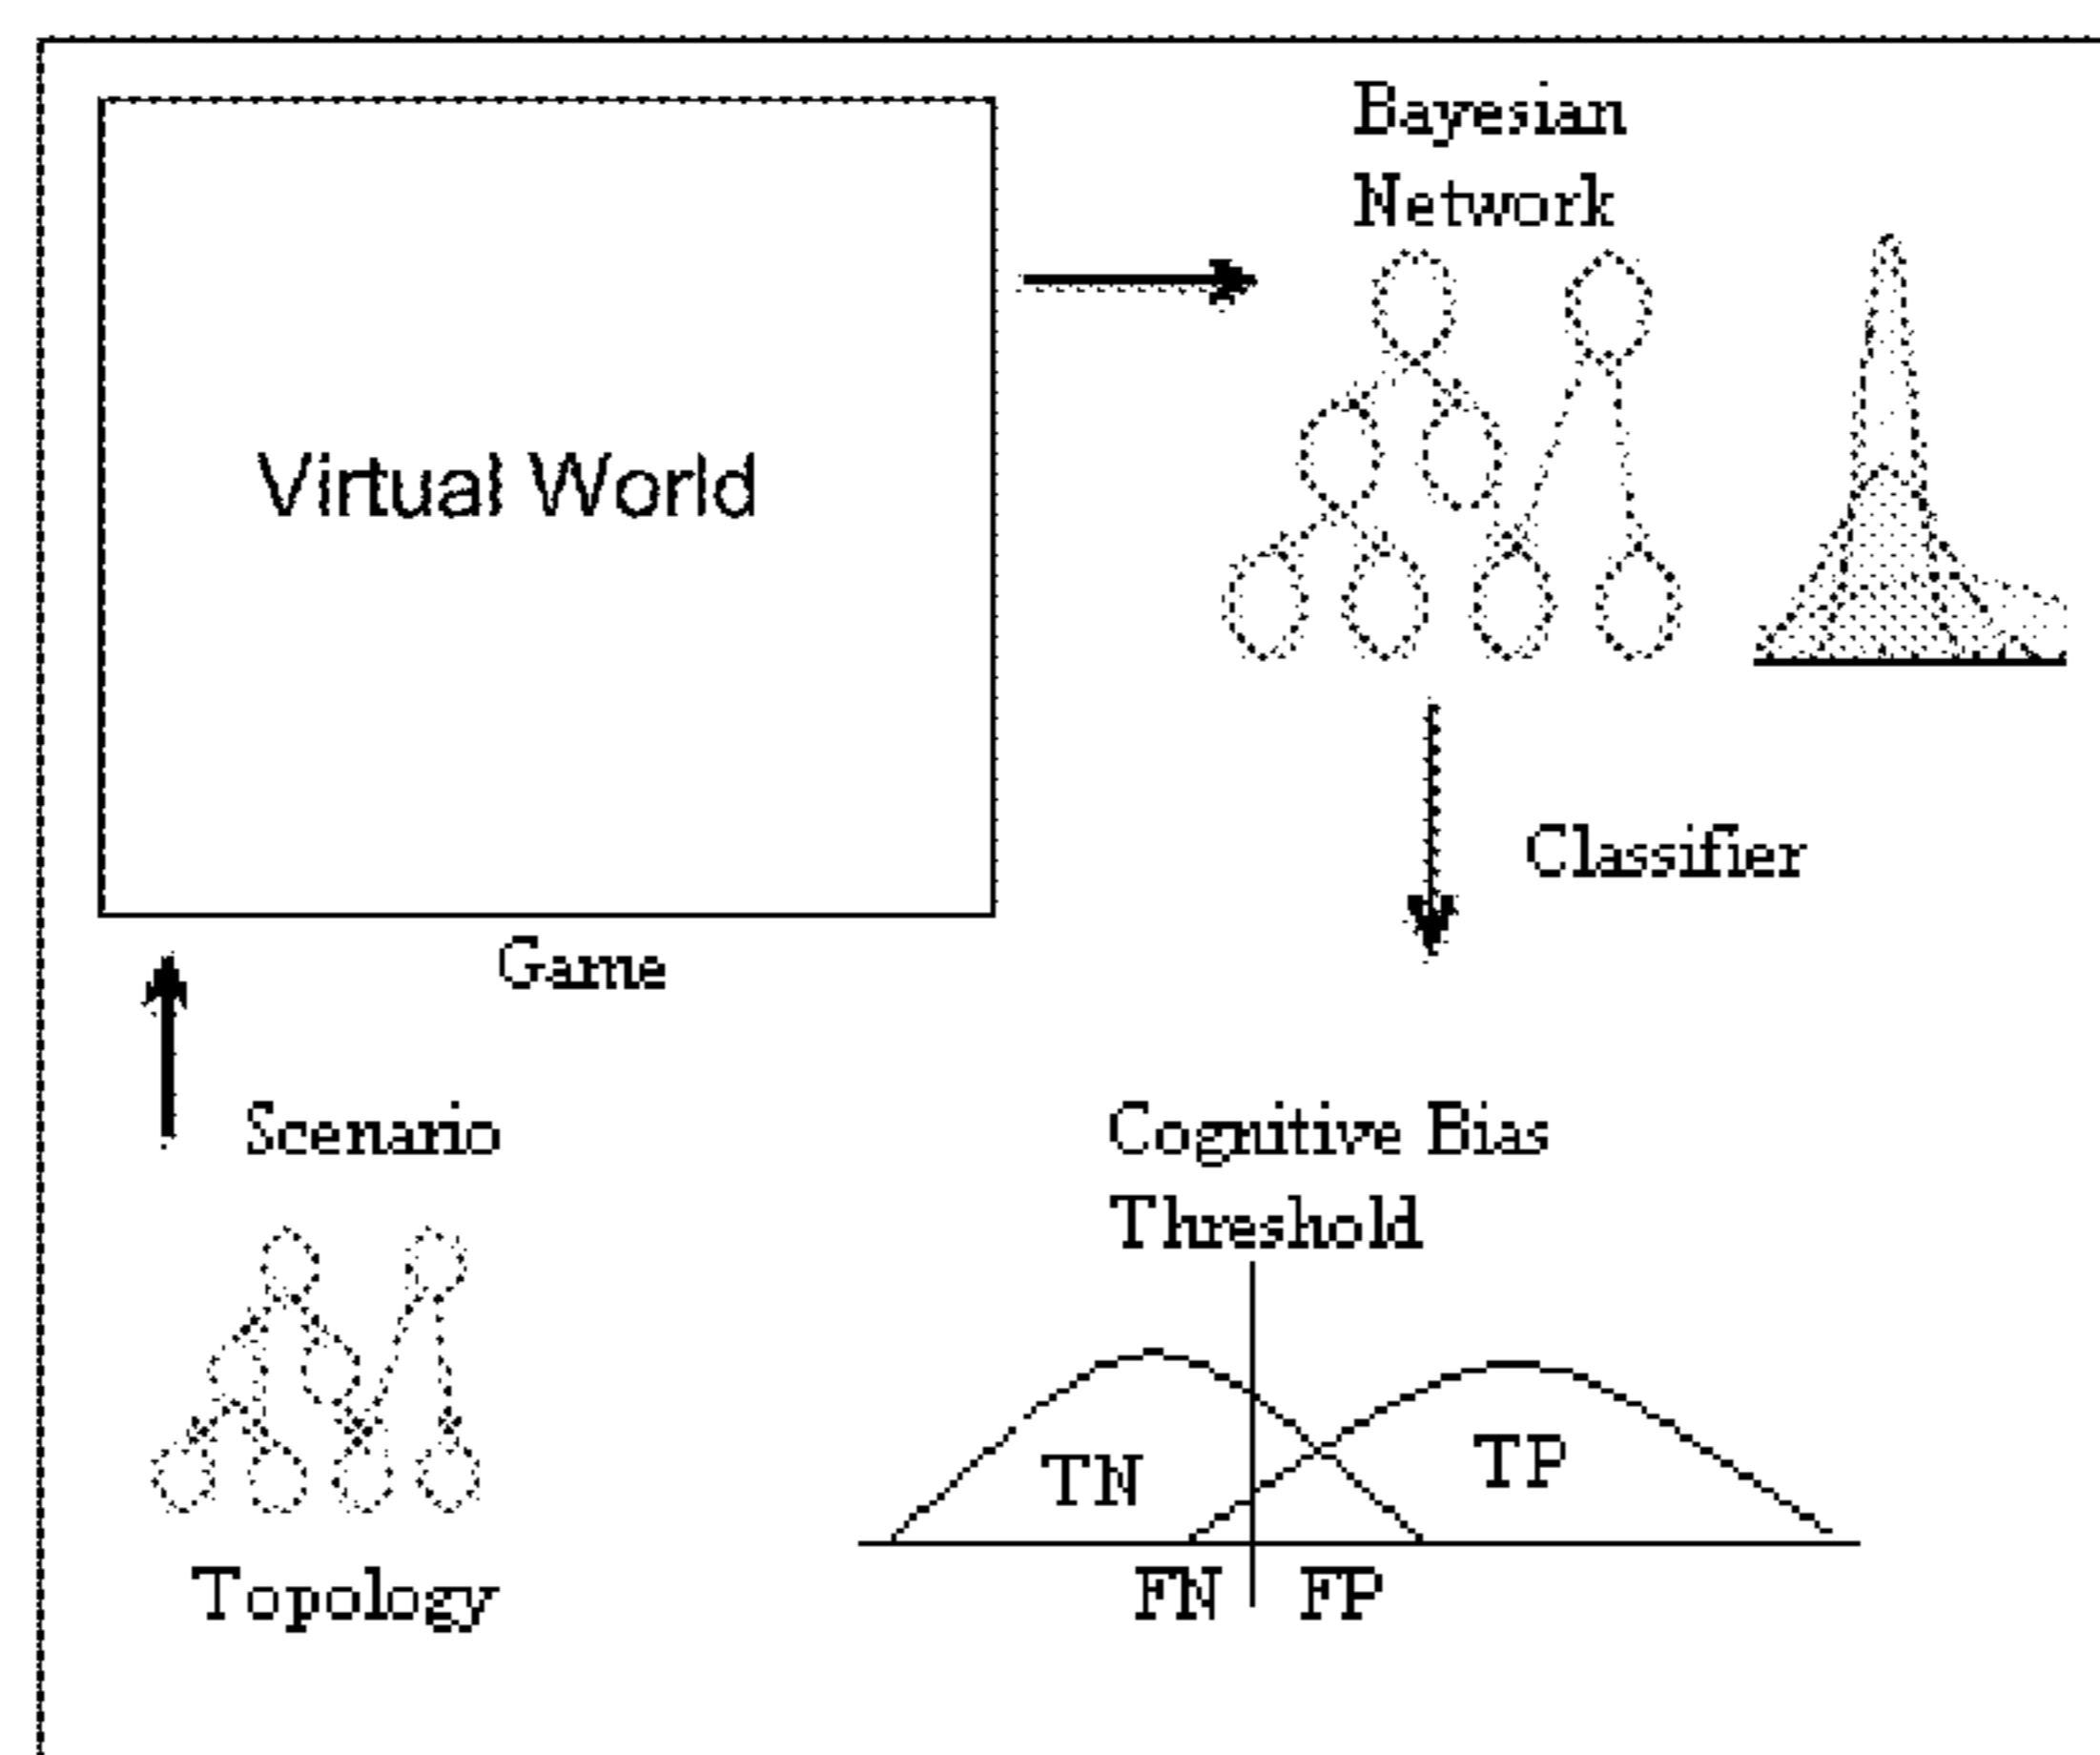 Bayesian
Network
Virtual World
Classifier
Game
Scenario
Cognitive Bias
Threshold
TN
TP
FN
FP
Topology